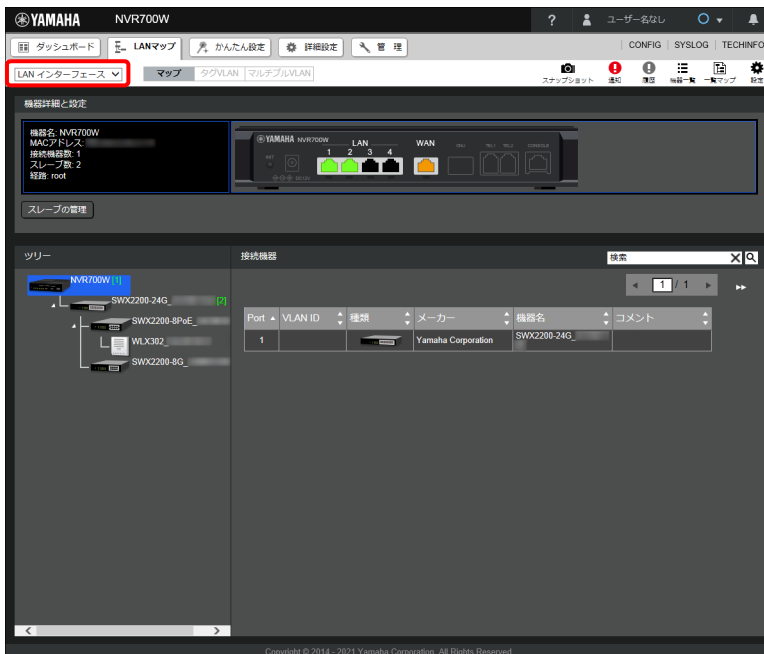 YAMAHA NVR700W ? ユーザー名なし
ダッシュボード LANマップ かんたん設定 詳細設定 管 理 CONFIG SYSLOG TECHINFO
LAN インターフェース マップ タグVLAN マルチプルVLAN スナップショット 通知 履歴 機器一覧 一覧マップ 設定
機器詳細と設定
機器名: NVR700W
MACアドレス:
接続機器数: 1
スレーブ数: 2
経路: root
YAMAHA NVR700W LAN WAN ONU TEL1 TEL2 CONSOLE
1 2 3 4
DC12V
スレーブの管理
ツリー
NVR700W [1]
SWX2200-24G_ [2]
SWX2200-8PoE_
WLX302_
SWX2200-8G_
接続機器 検索
1 / 1
Port VLAN ID 種類 メーカー 機器名 コメント
1 Yamaha Corporation SWX2200-24G_
Copyright © 2014 - 2021 Yamaha Corporation. All Rights Reserved.